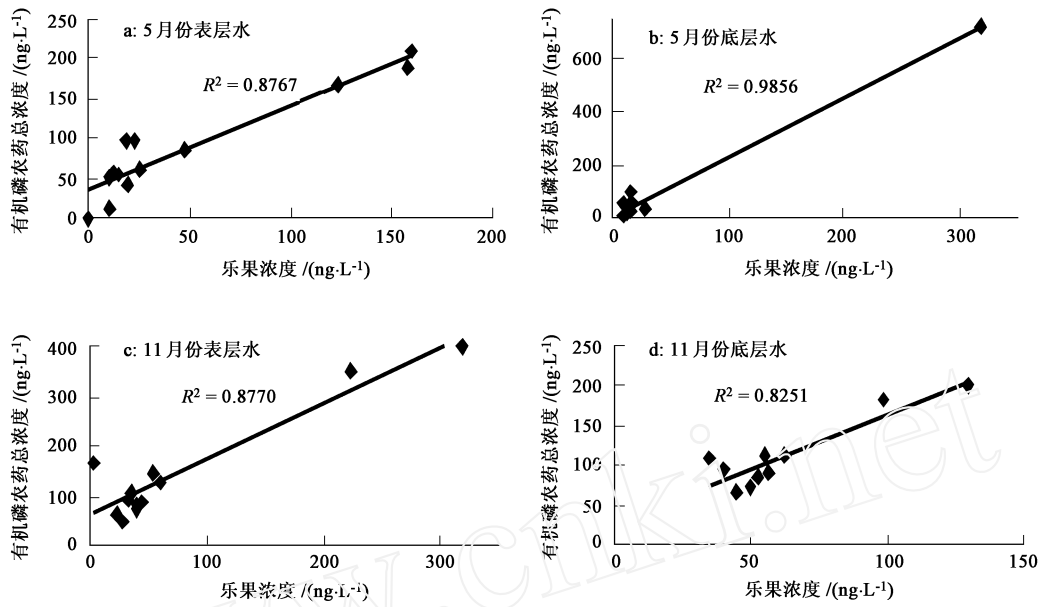 a: 5月份表层水
R² = 0.8767
有机磷农药总浓度 /(ng·L⁻¹)
250
200
150
100
50
0
0 50 100 150 200
乐果浓度 /(ng·L⁻¹)
b: 5月份底层水
R² = 0.9856
有机磷农药总浓度 /(ng·L⁻¹)
600
400
200
0
0 100 200 300
乐果浓度 /(ng·L⁻¹)
c: 11月份表层水
R² = 0.8770
有机磷农药总浓度 /(ng·L⁻¹)
400
300
200
100
0
0 100 200 300
乐果浓度 /(ng·L⁻¹)
d: 11月份底层水
R² = 0.8251
有机磷农药总浓度 /(ng·L⁻¹)
250
200
150
100
50
0
0 50 100 150
乐果浓度 /(ng·L⁻¹)
www.cnki.net